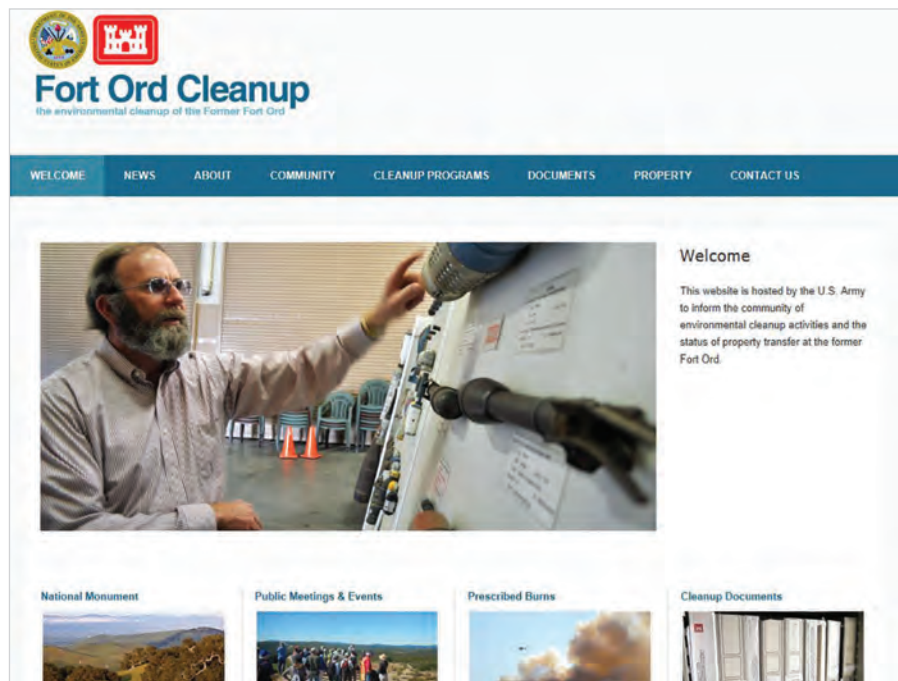 Fort Ord Cleanup
the environmental cleanup of the Former Fort Ord
WELCOME NEWS ABOUT COMMUNITY CLEANUP PROGRAMS DOCUMENTS PROPERTY CONTACT US
Welcome
This website is hosted by the U.S. Army
to inform the community of
environmental cleanup activities and the
status of property transfer at the former
Fort Ord.
National Monument Public Meetings & Events Prescribed Burns Cleanup Documents